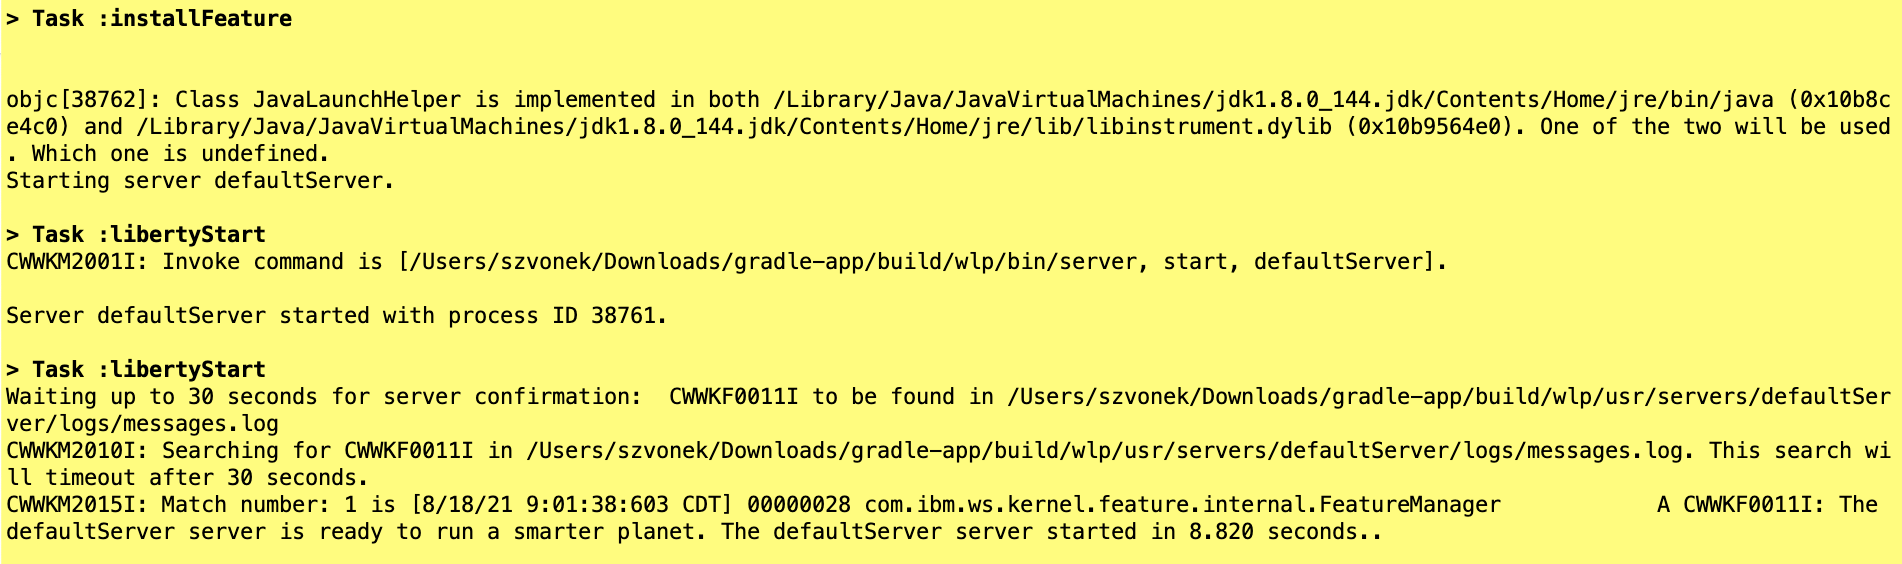 > Task :installFeature
objc[38762]: Class JavaLaunchHelper is implemented in both /Library/Java/JavaVirtualMachines/jdk1.8.0_144.jdk/Contents/Home/jre/bin/java (0x10b8c
e4c0) and /Library/Java/JavaVirtualMachines/jdk1.8.0_144.jdk/Contents/Home/jre/lib/libinstrument.dylib (0x10b9564e0). One of the two will be used
. Which one is undefined.
Starting server defaultServer.
> Task :libertyStart
CWWKM2001I: Invoke command is [/Users/szvonek/Downloads/gradle-app/build/wlp/bin/server, start, defaultServer].
Server defaultServer started with process ID 38761.
> Task :libertyStart
Waiting up to 30 seconds for server confirmation:  CWWKF0011I to be found in /Users/szvonek/Downloads/gradle-app/build/wlp/usr/servers/defaultSer
ver/logs/messages.log
CWWKM2010I: Searching for CWWKF0011I in /Users/szvonek/Downloads/gradle-app/build/wlp/usr/servers/defaultServer/logs/messages.log. This search wi
ll timeout after 30 seconds.
CWWKM2015I: Match number: 1 is [8/18/21 9:01:38:603 CDT] 00000028 com.ibm.ws.kernel.feature.internal.FeatureManager            A CWWKF0011I: The
defaultServer server is ready to run a smarter planet. The defaultServer server started in 8.820 seconds..